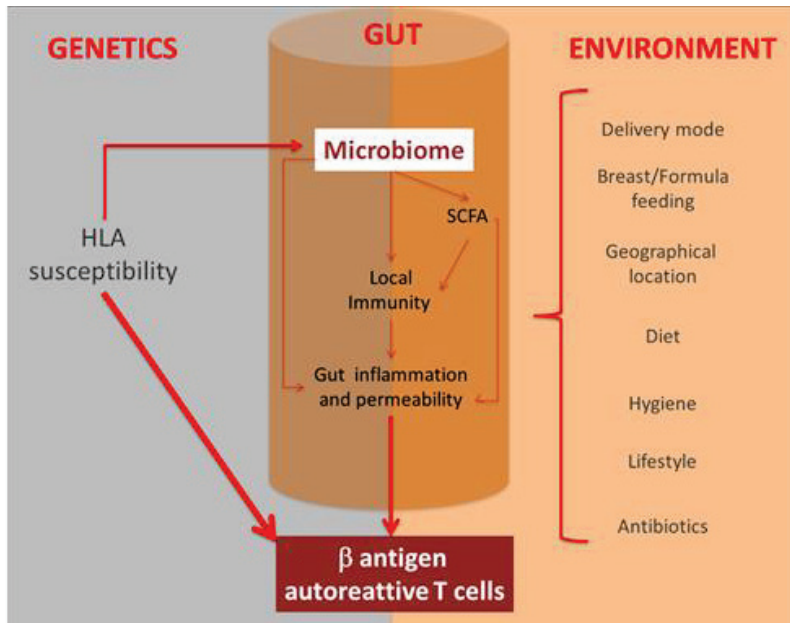 GENETICS
GUT
ENVIRONMENT
Microbiome
SCFA
HLA
susceptibility
Local
Immunity
Gut inflammation
and permeability
β antigen
autoreattive T cells
Delivery mode
Breast/Formula
feeding
Geographical
location
Diet
Hygiene
Lifestyle
Antibiotics